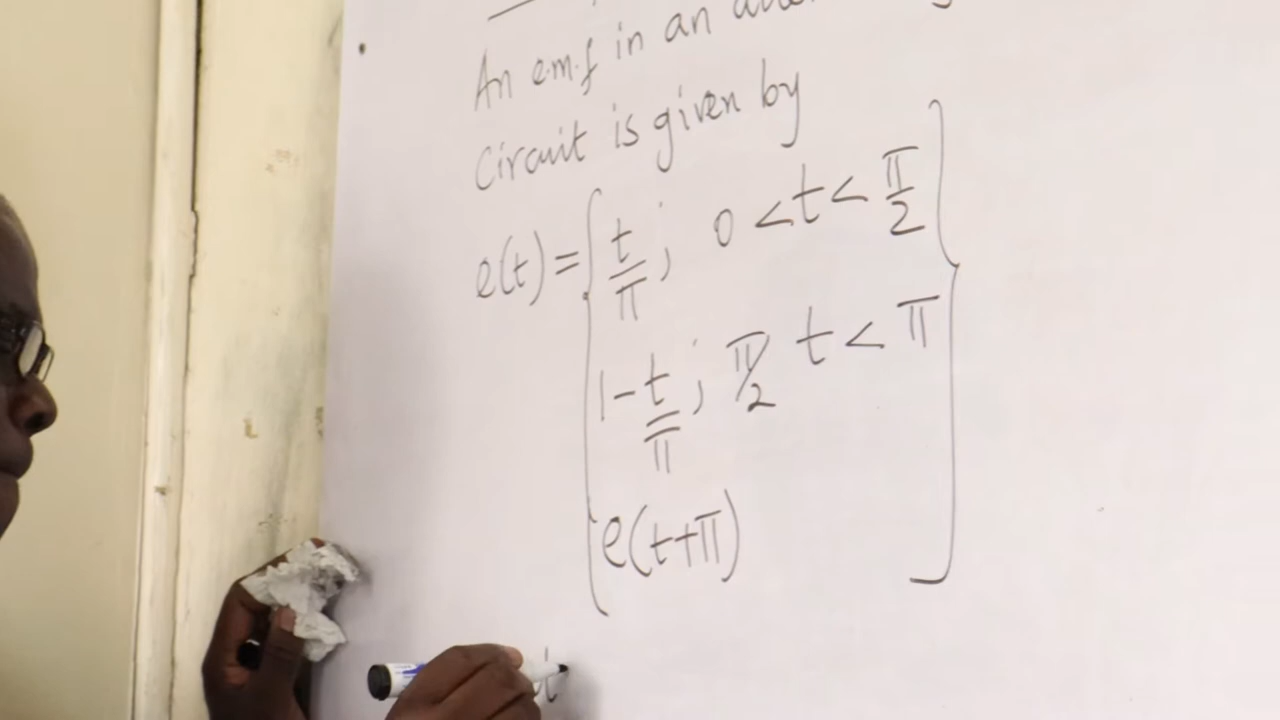 An e.m.f in an
Circuit is given by
e(t) = { t/π ; 0 < t < π/2
1 - t/π ; π/2 t < π
e(t+π) }
t